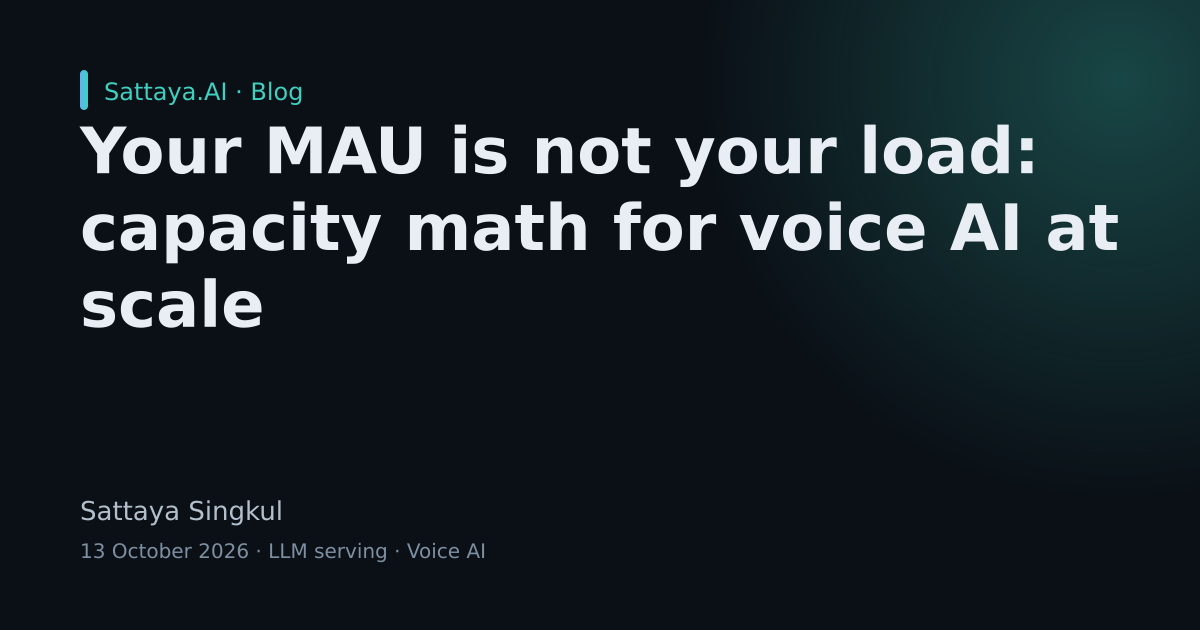 Sattaya.AI · Blog
Your MAU is not your load:
capacity math for voice AI at
scale
Sattaya Singkul
13 October 2026 · LLM serving · Voice AI